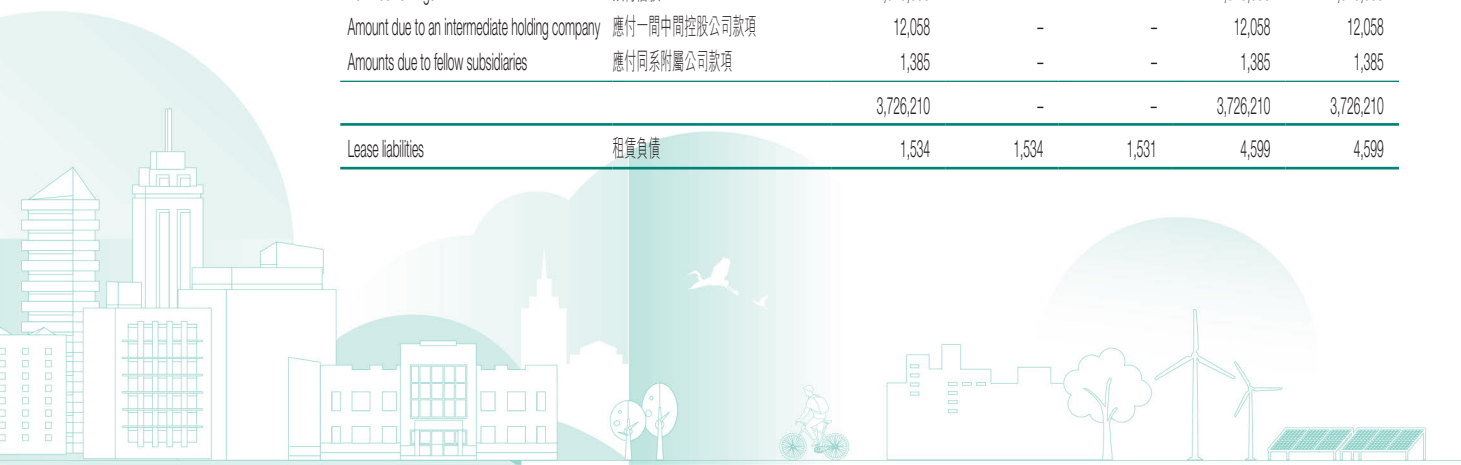 Amount due to an intermediate holding company 應付一間中間控股公司款項 12,058 – – 12,058 12,058
Amounts due to fellow subsidiaries 應付同系附屬公司款項 1,385 – – 1,385 1,385
3,726,210 – – 3,726,210 3,726,210
Lease liabilities 租賃負債 1,534 1,534 1,531 4,599 4,599